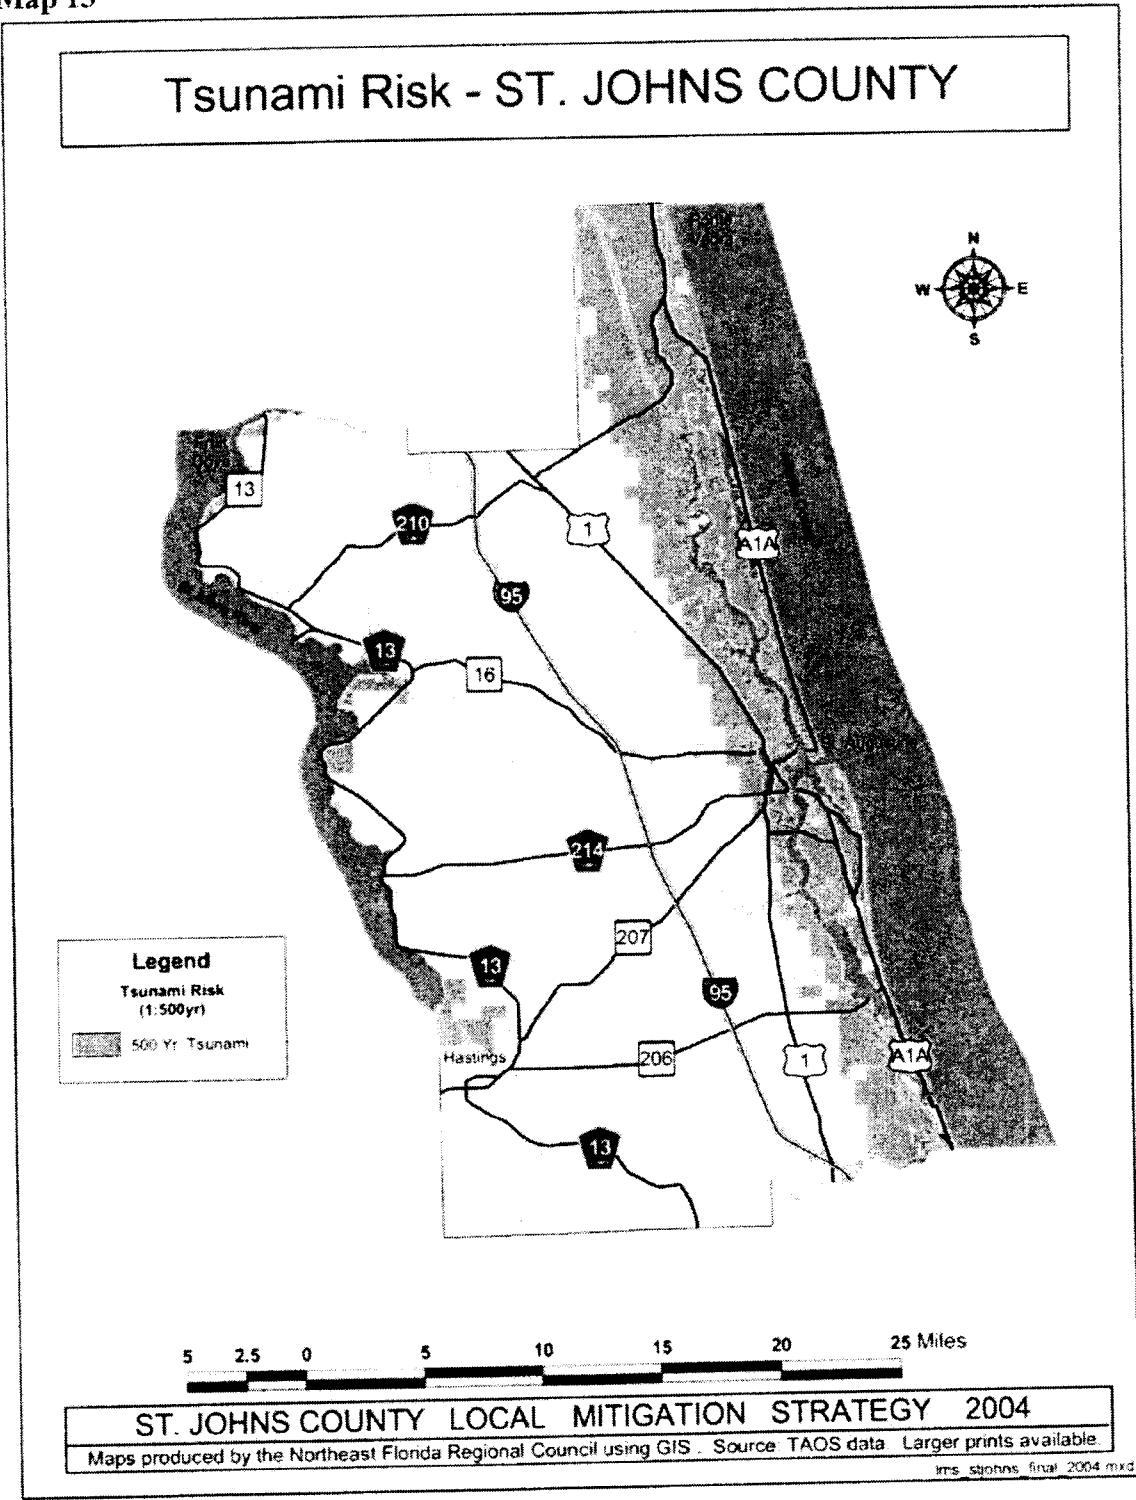 Map 13
Tsunami Risk - ST. JOHNS COUNTY
N
W E
S
13
210
1
A1A
95
13
16
214
207
13
95
Hastings
206
1
A1A
13
Legend
Tsunami Risk
(1:500yr)
500 Yr Tsunami
5 2.5 0 5 10 15 20 25 Miles
ST. JOHNS COUNTY LOCAL MITIGATION STRATEGY 2004
Maps produced by the Northeast Florida Regional Council using GIS . Source: TAOS data Larger prints available.
lms_stjohns_final_2004.mxd